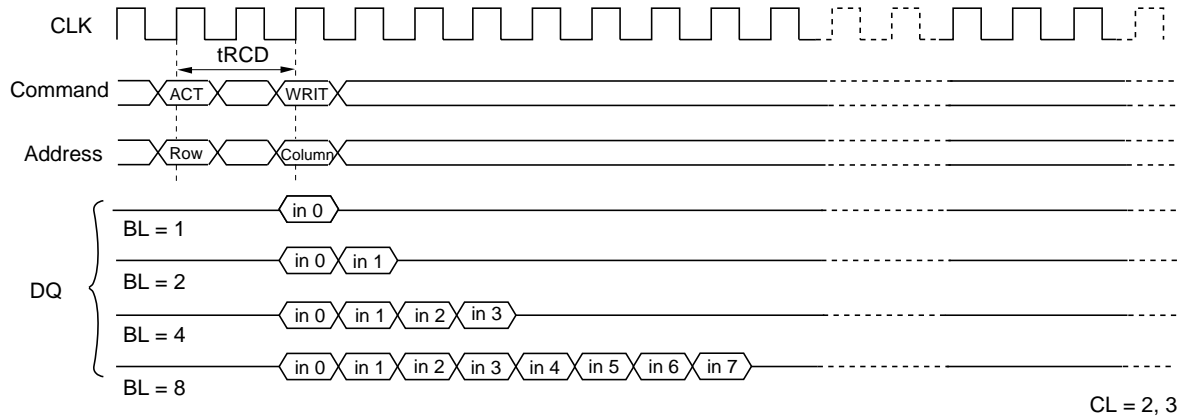 CLK
tRCD
Command ACT WRIT
Address Row Column
in 0
BL = 1
in 0 in 1
BL = 2
DQ
in 0 in 1 in 2 in 3
BL = 4
in 0 in 1 in 2 in 3 in 4 in 5 in 6 in 7
BL = 8
CL = 2, 3